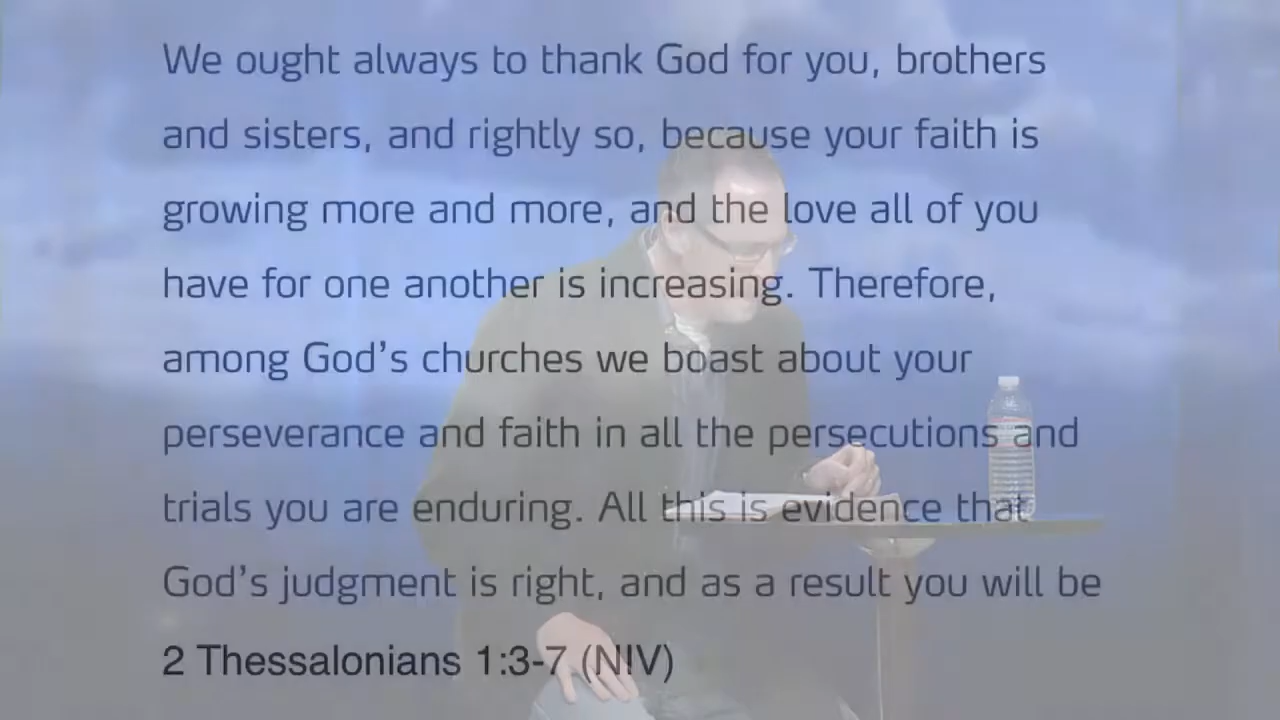 We ought always to thank God for you, brothers
and sisters, and rightly so, because your faith is
growing more and more, and the love all of you
have for one another is increasing. Therefore,
among God’s churches we boast about your
perseverance and faith in all the persecutions and
trials you are enduring. All this is evidence that
God’s judgment is right, and as a result you will be
2 Thessalonians 1:3-7 (NIV)